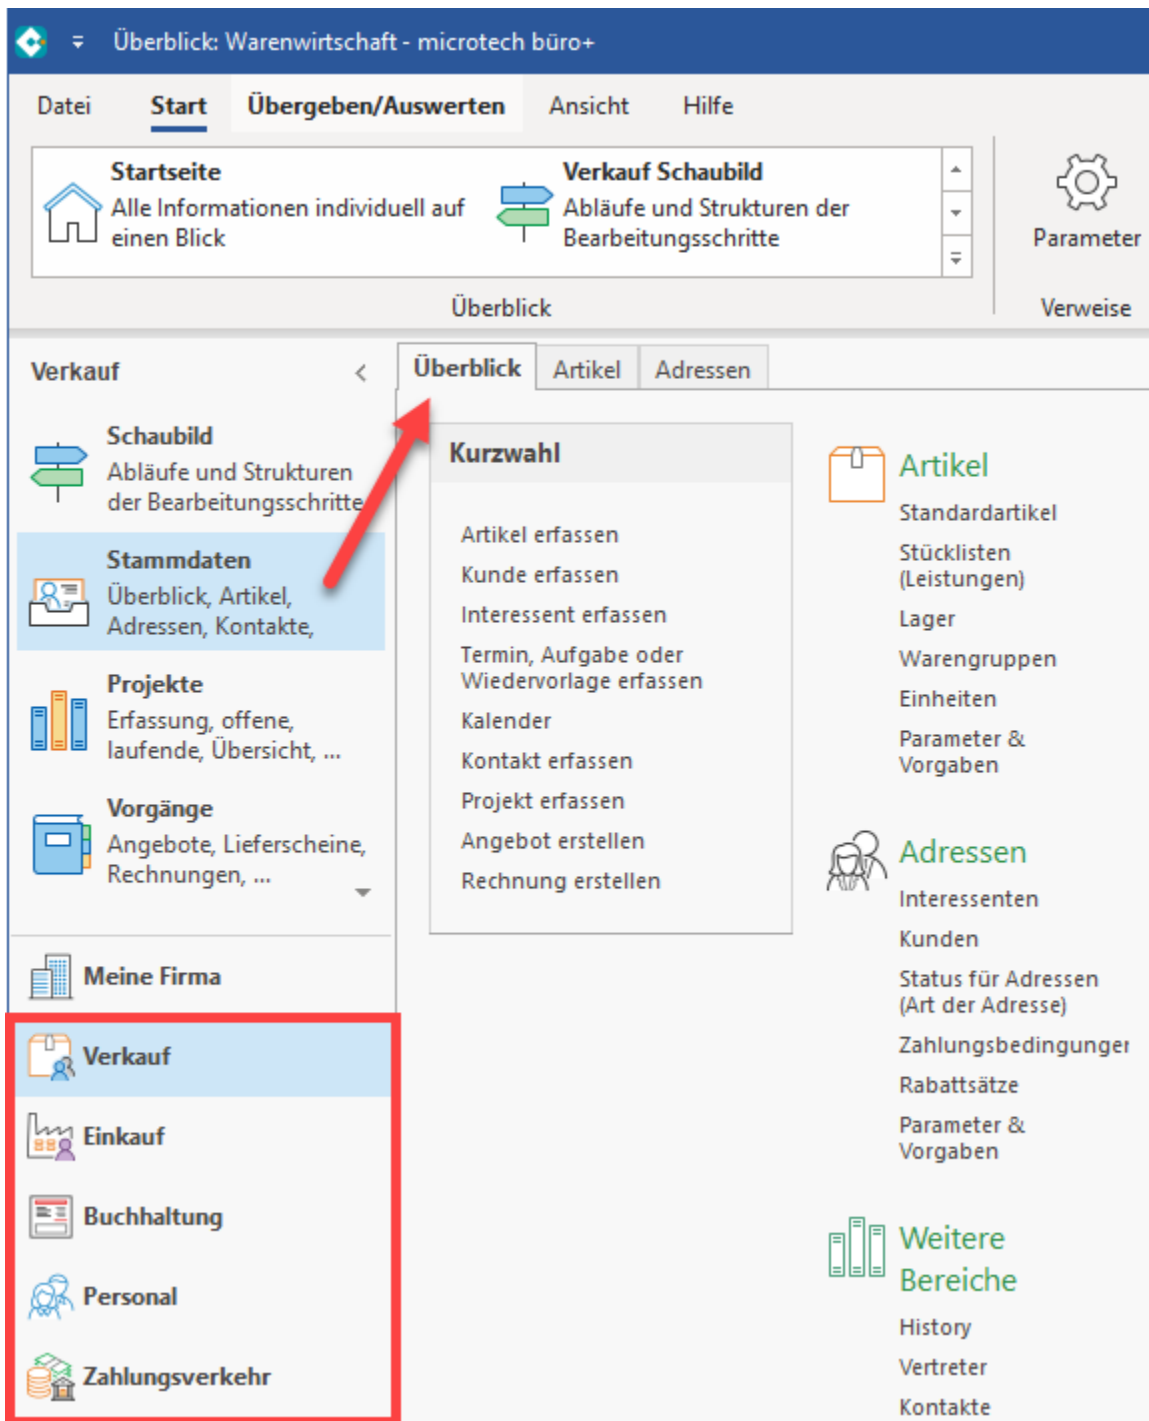 Überblick: Warenwirtschaft - microtech büro+
Datei Start Übergeben/Auswerten Ansicht Hilfe
Startseite
Alle Informationen individuell auf
einen Blick
Verkauf Schaubild
Abläufe und Strukturen der
Bearbeitungsschritte
Parameter
Überblick
Verweise
Verkauf
Schaubild
Abläufe und Strukturen
der Bearbeitungsschritte
Stammdaten
Überblick, Artikel,
Adressen, Kontakte,
Projekte
Erfassung, offene,
laufende, Übersicht, ...
Vorgänge
Angebote, Lieferscheine,
Rechnungen, ...
Meine Firma
Verkauf
Einkauf
Buchhaltung
Personal
Zahlungsverkehr
Überblick Artikel Adressen
Kurzwahl
Artikel erfassen
Kunde erfassen
Interessent erfassen
Termin, Aufgabe oder
Wiedervorlage erfassen
Kalender
Kontakt erfassen
Projekt erfassen
Angebot erstellen
Rechnung erstellen
Artikel
Standardartikel
Stücklisten
(Leistungen)
Lager
Warengruppen
Einheiten
Parameter &
Vorgaben
Adressen
Interessenten
Kunden
Status für Adressen
(Art der Adresse)
Zahlungsbedingungen
Rabattsätze
Parameter &
Vorgaben
Weitere
Bereiche
History
Vertreter
Kontakte